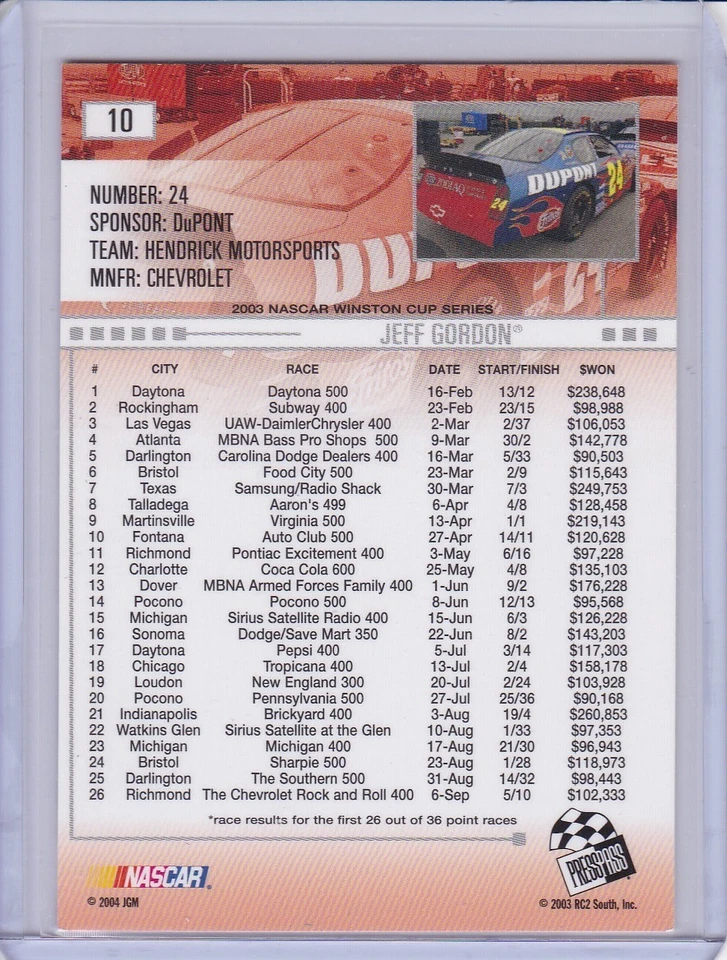 10
NUMBER: 24
SPONSOR: DuPONT
TEAM: HENDRICK MOTORSPORTS
MNFR: CHEVROLET
DUPONT
24
24
DU
2003 NASCAR WINSTON CUP SERIES
JEFF GORDON®
# CITY RACE DATE START/FINISH $WON
1 Daytona Daytona 500 16-Feb 13/12 $238,648
2 Rockingham Subway 400 23-Feb 23/15 $98,988
3 Las Vegas UAW-DaimlerChrysler 400 2-Mar 2/37 $106,053
4 Atlanta MBNA Bass Pro Shops 500 9-Mar 30/2 $142,778
5 Darlington Carolina Dodge Dealers 400 16-Mar 5/33 $90,503
6 Bristol Food City 500 23-Mar 2/9 $115,643
7 Texas Samsung/Radio Shack 30-Mar 7/3 $249,753
8 Talladega Aaron's 499 6-Apr 4/8 $128,458
9 Martinsville Virginia 500 13-Apr 1/1 $219,143
10 Fontana Auto Club 500 27-Apr 14/11 $120,628
11 Richmond Pontiac Excitement 400 3-May 6/16 $97,228
12 Charlotte Coca Cola 600 25-May 4/8 $135,103
13 Dover MBNA Armed Forces Family 400 1-Jun 9/2 $176,228
14 Pocono Pocono 500 8-Jun 12/13 $95,568
15 Michigan Sirius Satellite Radio 400 15-Jun 6/3 $126,228
16 Sonoma Dodge/Save Mart 350 22-Jun 8/2 $143,203
17 Daytona Pepsi 400 5-Jul 3/14 $117,303
18 Chicago Tropicana 400 13-Jul 2/4 $158,178
19 Loudon New England 300 20-Jul 2/24 $103,928
20 Pocono Pennsylvania 500 27-Jul 25/36 $90,168
21 Indianapolis Brickyard 400 3-Aug 19/4 $260,853
22 Watkins Glen Sirius Satellite at the Glen 10-Aug 1/33 $97,353
23 Michigan Michigan 400 17-Aug 21/30 $96,943
24 Bristol Sharpie 500 23-Aug 1/28 $118,973
25 Darlington The Southern 500 31-Aug 14/32 $98,443
26 Richmond The Chevrolet Rock and Roll 400 6-Sep 5/10 $102,333
*race results for the first 26 out of 36 point races
NASCAR®
PRESS PASS
© 2004 JGM
© 2003 RC2 South, Inc.